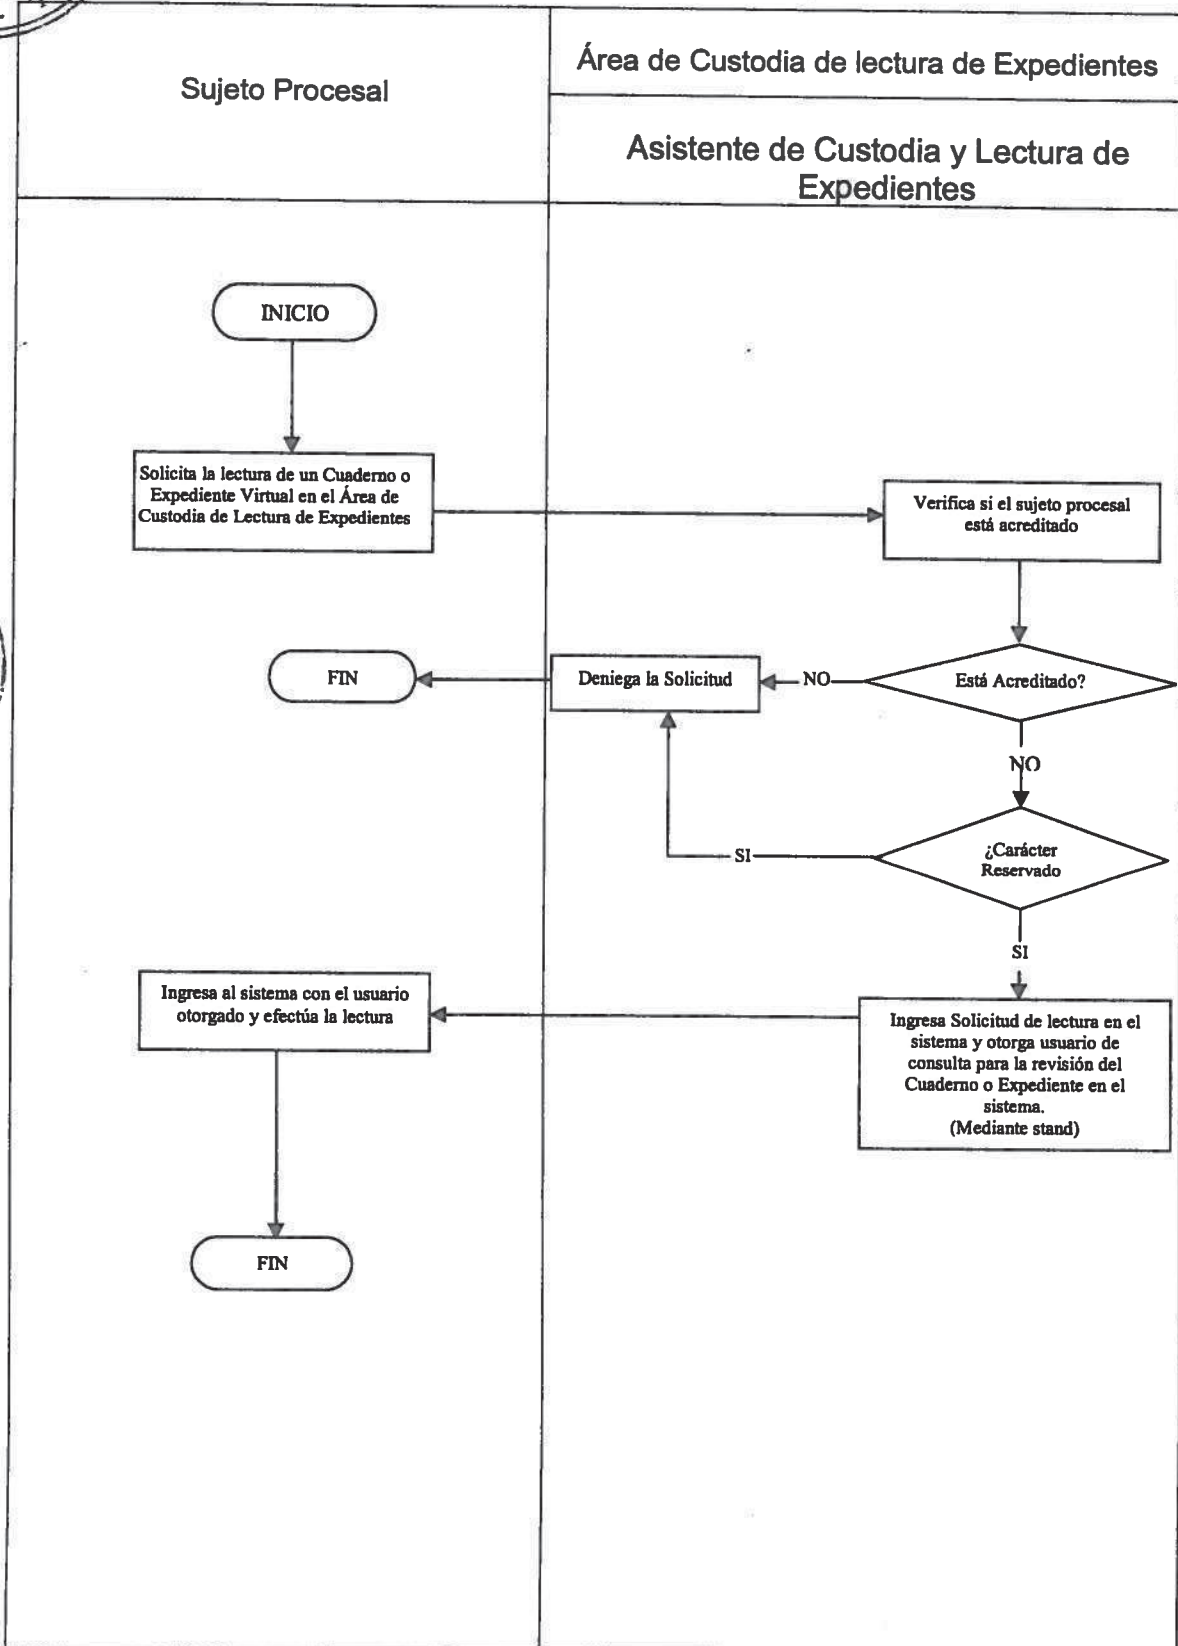 Sujeto Procesal
Área de Custodia de lectura de Expedientes
Asistente de Custodia y Lectura de
Expedientes
INICIO
Solicita la lectura de un Cuaderno o
Expediente Virtual en el Área de
Custodia de Lectura de Expedientes
Verifica si el sujeto procesal
está acreditado
FIN
Deniega la Solicitud
NO
Está Acreditado?
NO
SI
¿Carácter
Reservado
SI
Ingresa al sistema con el usuario
otorgado y efectúa la lectura
Ingresa Solicitud de lectura en el
sistema y otorga usuario de
consulta para la revisión del
Cuaderno o Expediente en el
sistema.
(Mediante stand)
FIN